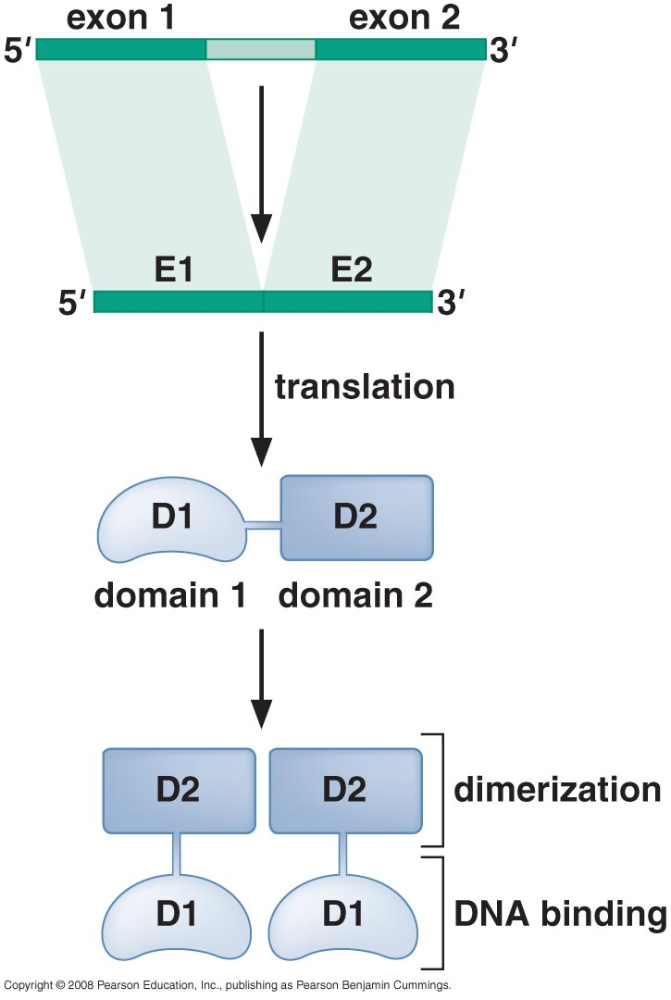 exon 1 exon 2
5′ 3′
E1 E2
5′ 3′
translation
D1 D2
domain 1 domain 2
D2 D2 dimerization
D1 D1 DNA binding
Copyright © 2008 Pearson Education, Inc., publishing as Pearson Benjamin Cummings.